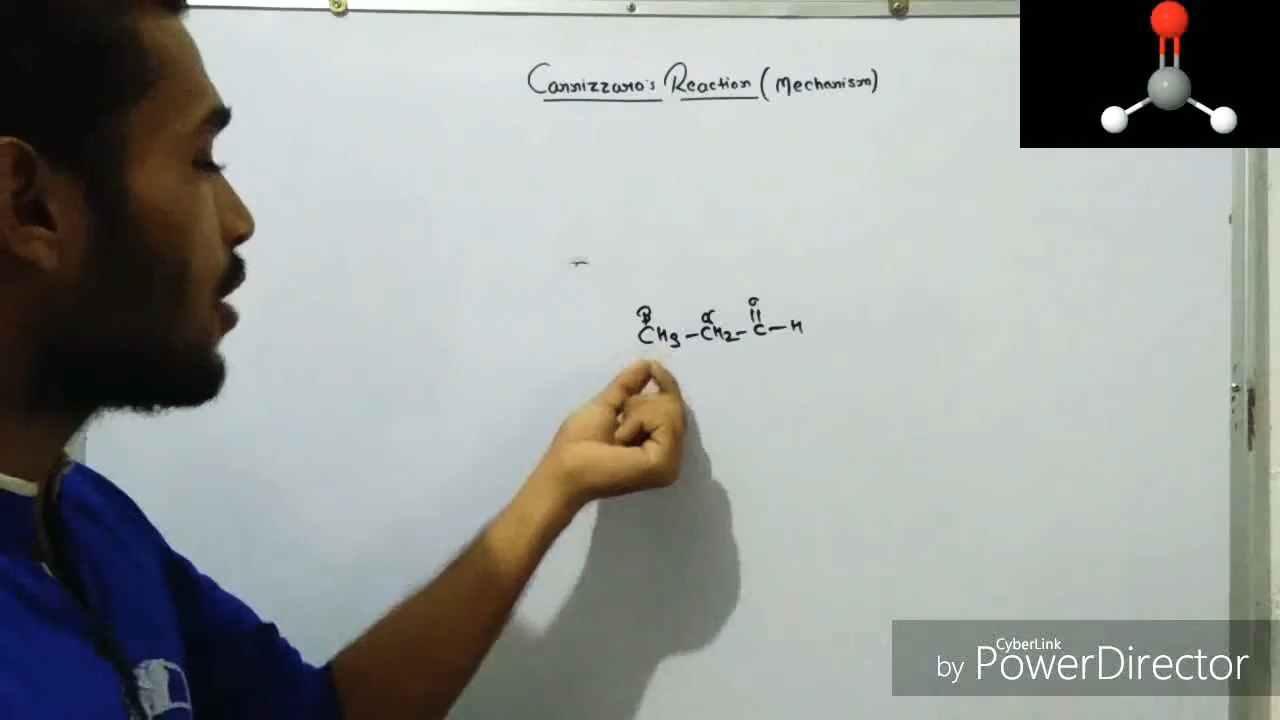 Cannizzaro's Reaction (Mechanism)
β α O
CH3-CH2-C-H
CyberLink
by PowerDirector